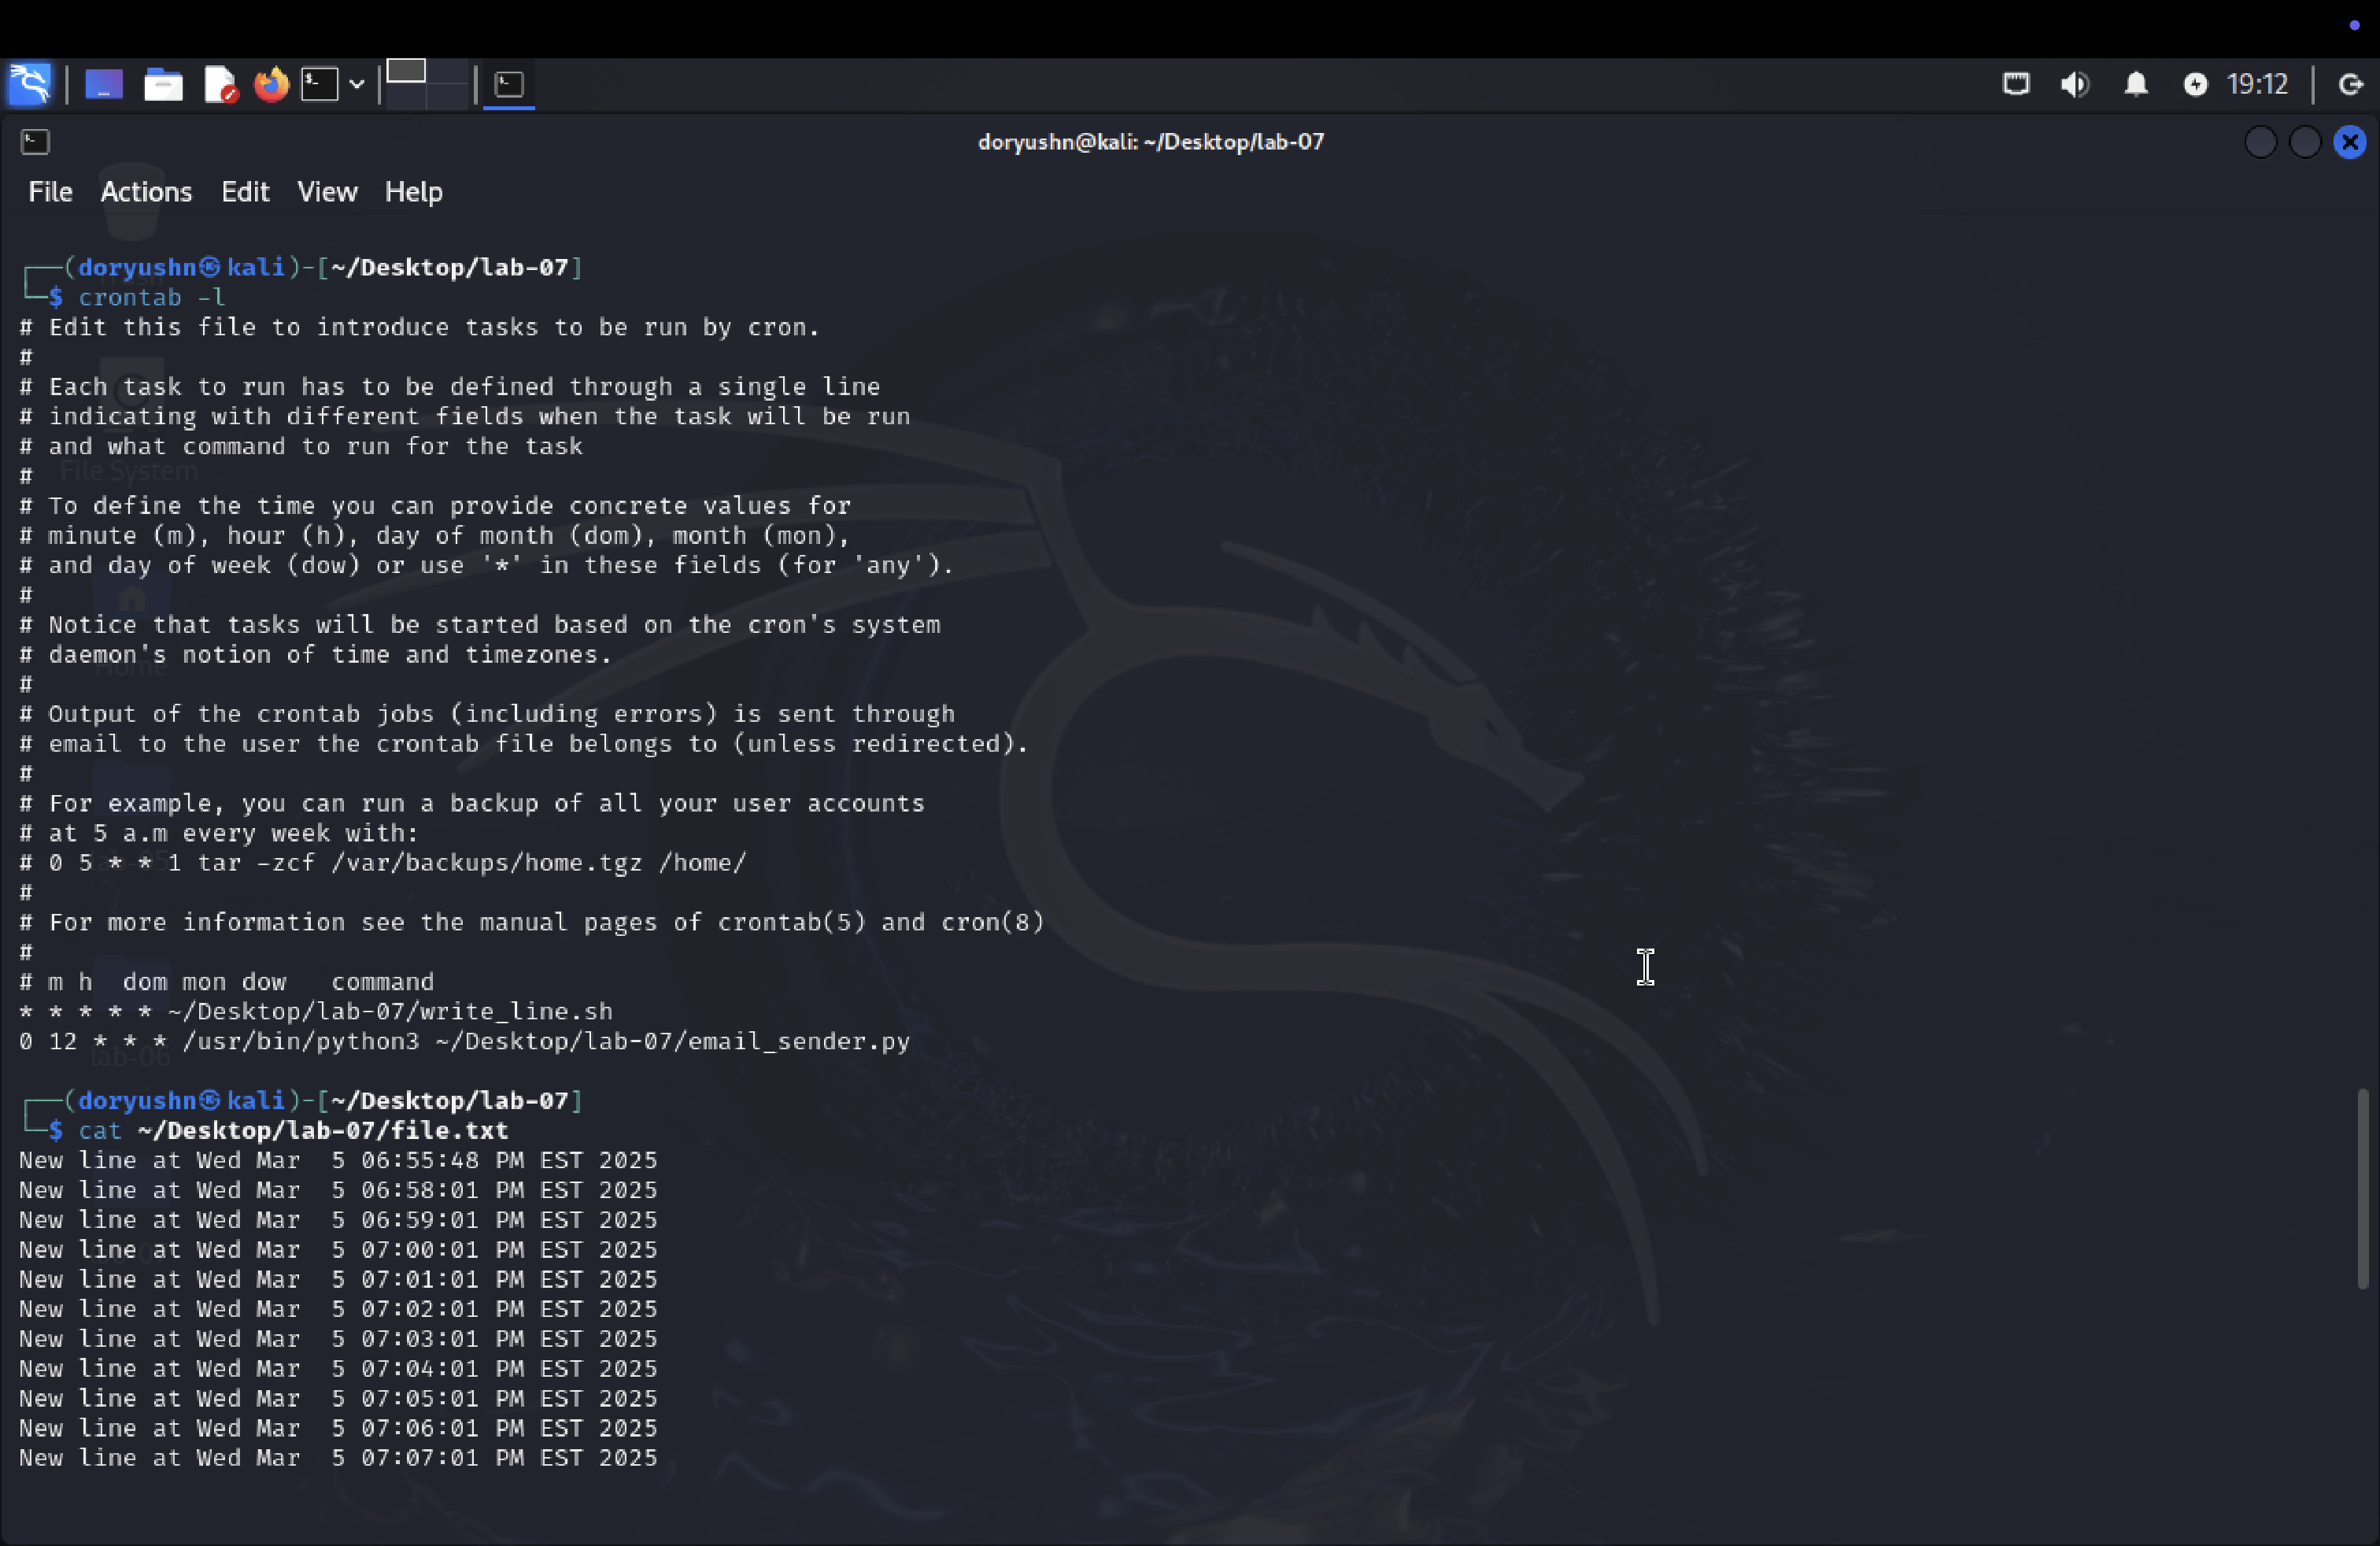 19:12
doryushn@kali: ~/Desktop/lab-07
File Actions Edit View Help
┌──(doryushn㉿kali)-[~/Desktop/lab-07]
└─$ crontab -l
# Edit this file to introduce tasks to be run by cron.
#
# Each task to run has to be defined through a single line
# indicating with different fields when the task will be run
# and what command to run for the task
#
File System
# To define the time you can provide concrete values for
# minute (m), hour (h), day of month (dom), month (mon),
# and day of week (dow) or use '*' in these fields (for 'any').
#
# Notice that tasks will be started based on the cron's system
# daemon's notion of time and timezones.
Home
#
# Output of the crontab jobs (including errors) is sent through
# email to the user the crontab file belongs to (unless redirected).
#
# For example, you can run a backup of all your user accounts
# at 5 a.m every week with:
# 0 5 * * 1 tar -zcf /var/backups/home.tgz /home/
#
# For more information see the manual pages of crontab(5) and cron(8)
#
# m h  dom mon dow   command
* * * * * ~/Desktop/lab-07/write_line.sh
0 12 * * * /usr/bin/python3 ~/Desktop/lab-07/email_sender.py
lab-06
┌──(doryushn㉿kali)-[~/Desktop/lab-07]
└─$ cat ~/Desktop/lab-07/file.txt
New line at Wed Mar  5 06:55:48 PM EST 2025
New line at Wed Mar  5 06:58:01 PM EST 2025
New line at Wed Mar  5 06:59:01 PM EST 2025
New line at Wed Mar  5 07:00:01 PM EST 2025
New line at Wed Mar  5 07:01:01 PM EST 2025
New line at Wed Mar  5 07:02:01 PM EST 2025
New line at Wed Mar  5 07:03:01 PM EST 2025
New line at Wed Mar  5 07:04:01 PM EST 2025
New line at Wed Mar  5 07:05:01 PM EST 2025
New line at Wed Mar  5 07:06:01 PM EST 2025
New line at Wed Mar  5 07:07:01 PM EST 2025